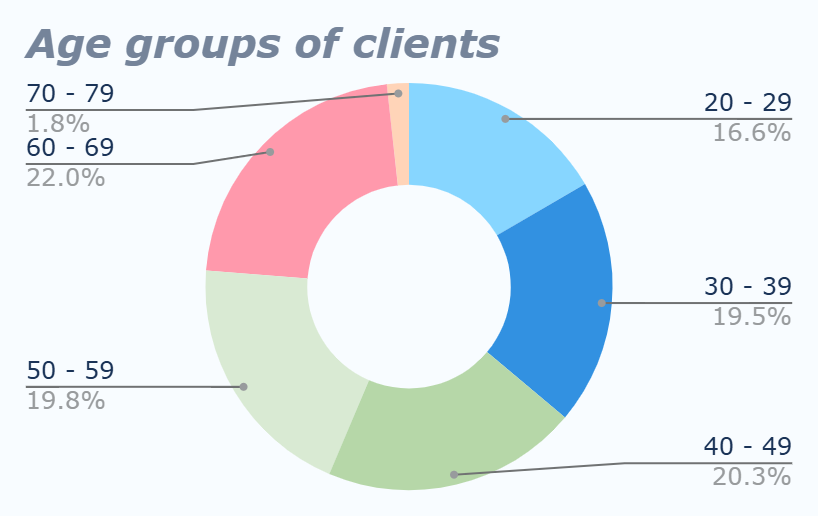 Age groups of clients
70 - 79
1.8%
60 - 69
22.0%
50 - 59
19.8%
20 - 29
16.6%
30 - 39
19.5%
40 - 49
20.3%